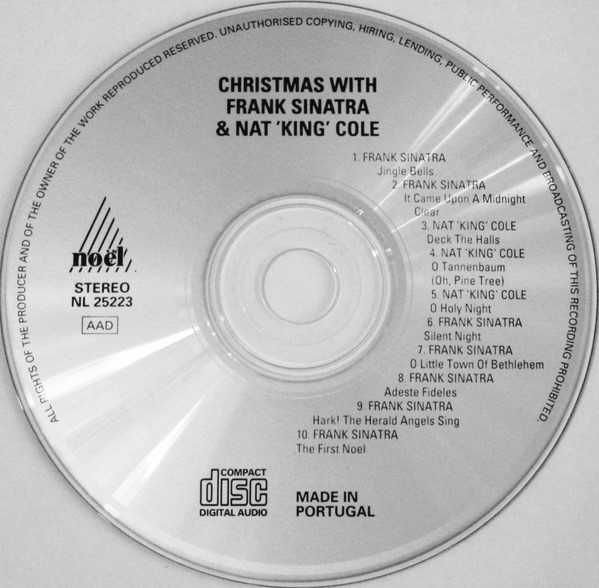 ALL RIGHTS OF THE PRODUCER AND OF THE OWNER OF THE WORK REPRODUCED RESERVED. UNAUTHORISED COPYING, HIRING, LENDING, PUBLIC PERFORMANCE AND BROADCASTING OF THIS RECORDING PROHIBITED.
CHRISTMAS WITH
FRANK SINATRA
& NAT 'KING' COLE
1. FRANK SINATRA
Jingle Bells
2. FRANK SINATRA
It Came Upon A Midnight
Clear
3. NAT 'KING' COLE
Deck The Halls
4. NAT 'KING' COLE
O Tannenbaum
(Oh, Pine Tree)
5. NAT 'KING' COLE
O Holy Night
6. FRANK SINATRA
Silent Night
7. FRANK SINATRA
O Little Town Of Bethlehem
8. FRANK SINATRA
Adeste Fideles
9. FRANK SINATRA
Hark! The Herald Angels Sing
10. FRANK SINATRA
The First Noel
noël
STEREO
NL 25223
AAD
COMPACT
disc
DIGITAL AUDIO
MADE IN
PORTUGAL